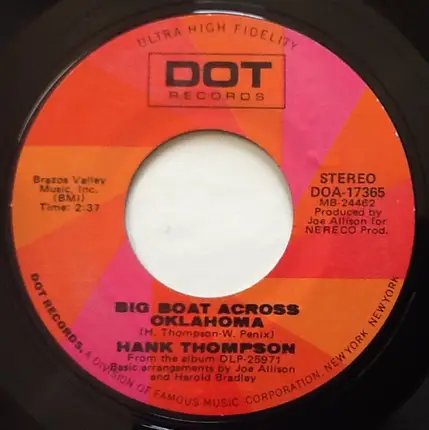 ULTRA HIGH FIDELITY
DOT
RECORDS
Brazos Valley
Music, Inc.
(BMI)
Time: 2:37
STEREO
DOA-17365
MB-24462
Produced by
Joe Allison for
NERECO Prod.
BIG BOAT ACROSS
OKLAHOMA
(H. Thompson-W. Penix)
HANK THOMPSON
From the album DLP-25971
Basic arrangements by Joe Allison
and Harold Bradley
DOT RECORDS, A DIVISION OF FAMOUS MUSIC CORPORATION, NEW YORK, NEW YORK